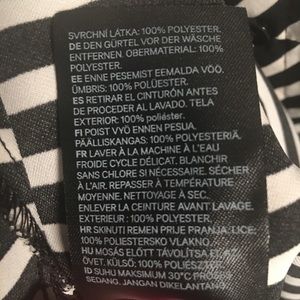 SVRCHNÍ LÁTKA: 100% POLYESTER.
DE DEN GÜRTEL VOR DER WÄSCHE
ENTFERNEN. OBERMATERIAL: 100%
POLYESTER.
EE ENNE PESEMIST EEMALDA VÖÖ.
ÜMBRIS: 100% POLÜESTER.
ES RETIRAR EL CINTURÓN ANTES
DE PROCEDER AL LAVADO. TELA
EXTERIOR: 100% POLIESTER.
FI POIST VYÖ ENNEN PESUA.
PÄÄLLISKANGAS: 100% POLYESTERIÄ.
FR LAVER À LA MACHINE À L'EAU
FROIDE CYCLE DÉLICAT. BLANCHIR
SANS CHLORE SI NÉCESSAIRE. SÉCHER
À L'AIR. REPASSER À TEMPÉRATURE
MOYENNE. NETTOYAGE À SEC.
ENLEVER LA CEINTURE AVANT LAVAGE.
EXTERIEUR : 100% POLYESTER.
HR SKINUTI REMEN PRIJE PRANJA. LICE:
100% POLIESTERSKO VLAKNO.
HU MOSÁS ELŐTT TÁVOLÍTSA EL AZ
ÖVET. KÜLSŐ: 100% POLIÉSZTER.
ID SUHU MAKSIMUM 30°C PROSES
SEDANG. JANGAN DIKELANTANG